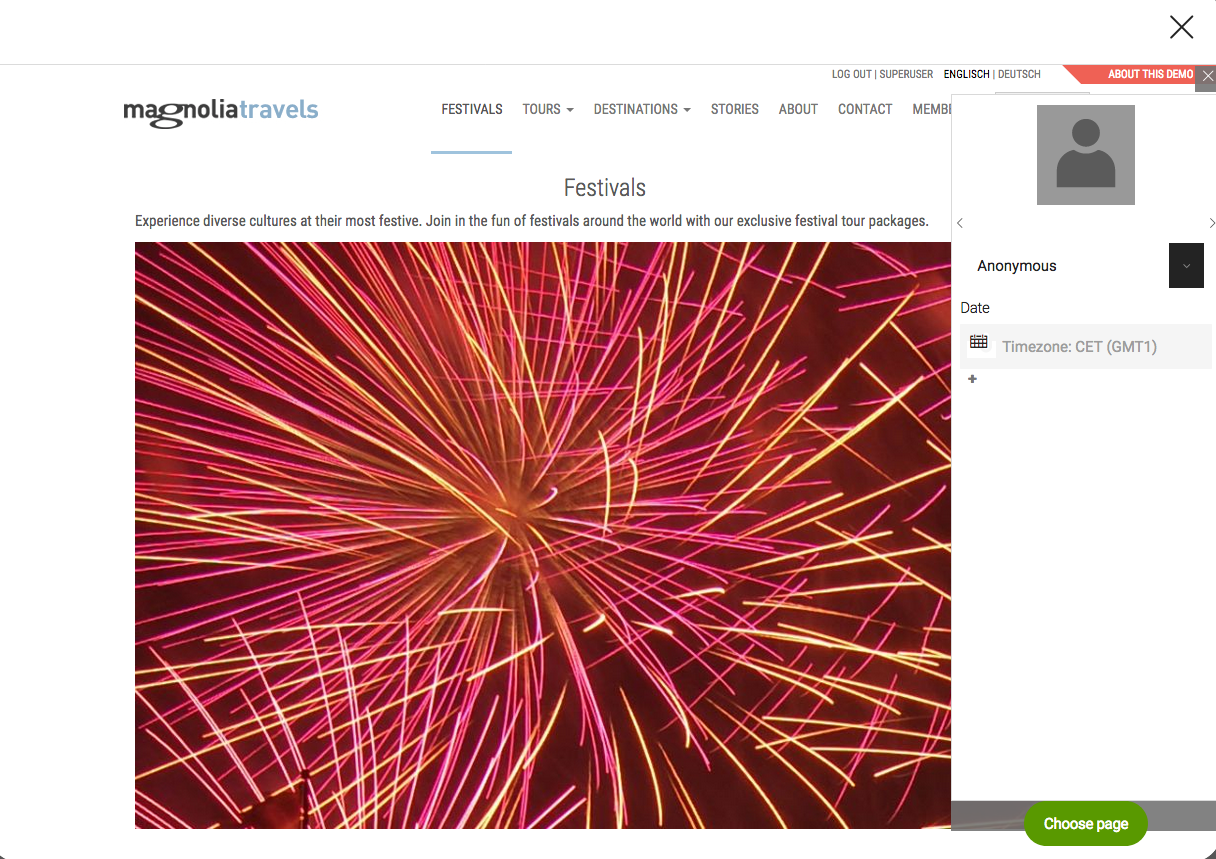 LOG OUT | SUPERUSER ENGLISCH | DEUTSCH ABOUT THIS DEMO
magnoliatravels
FESTIVALS TOURS DESTINATIONS STORIES ABOUT CONTACT MEMB
Festivals
Experience diverse cultures at their most festive. Join in the fun of festivals around the world with our exclusive festival tour packages.
Anonymous
Date
Timezone: CET (GMT1)
Choose page